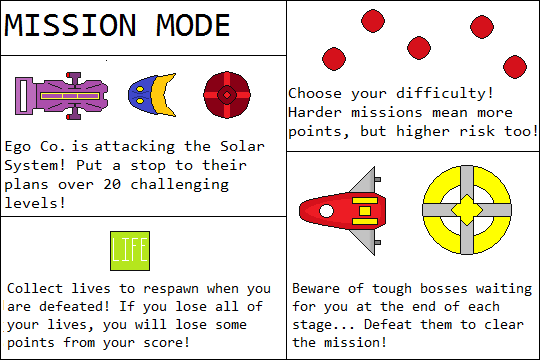 MISSION MODE
Ego Co. is attacking the Solar
System! Put a stop to their
plans over 20 challenging
levels!
LIFE
Collect lives to respawn when you
are defeated! If you lose all of
your lives, you will lose some
points from your score!
Choose your difficulty!
Harder missions mean more
points, but higher risk too!
Beware of tough bosses waiting
for you at the end of each
stage... Defeat them to clear
the mission!